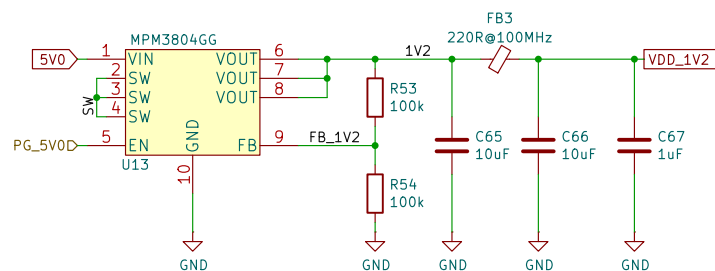 FB3
220R@100MHz
MPM3804GG
5V0
1
VIN
VOUT
6
1V2
VDD_1V2
2
SW
VOUT
7
SW
3
SW
VOUT
8
R53
100k
4
SW
PG_5V0
5
EN
GND
FB
9
FB_1V2
C65
10uF
C66
10uF
C67
1uF
U13
10
R54
100k
GND
GND
GND
GND
GND